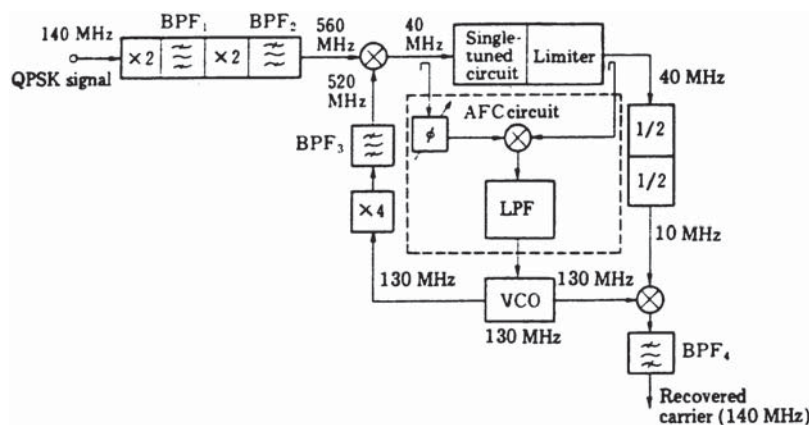 140 MHz
QPSK signal
×2
BPF1
×2
BPF2
560
MHz
40
MHz
Single-
tuned
circuit
Limiter
40 MHz
520
MHz
BPF3
×4
AFC circuit
ϕ
LPF
1/2
1/2
10 MHz
130 MHz
VCO
130 MHz
130 MHz
BPF4
Recovered
carrier (140 MHz)